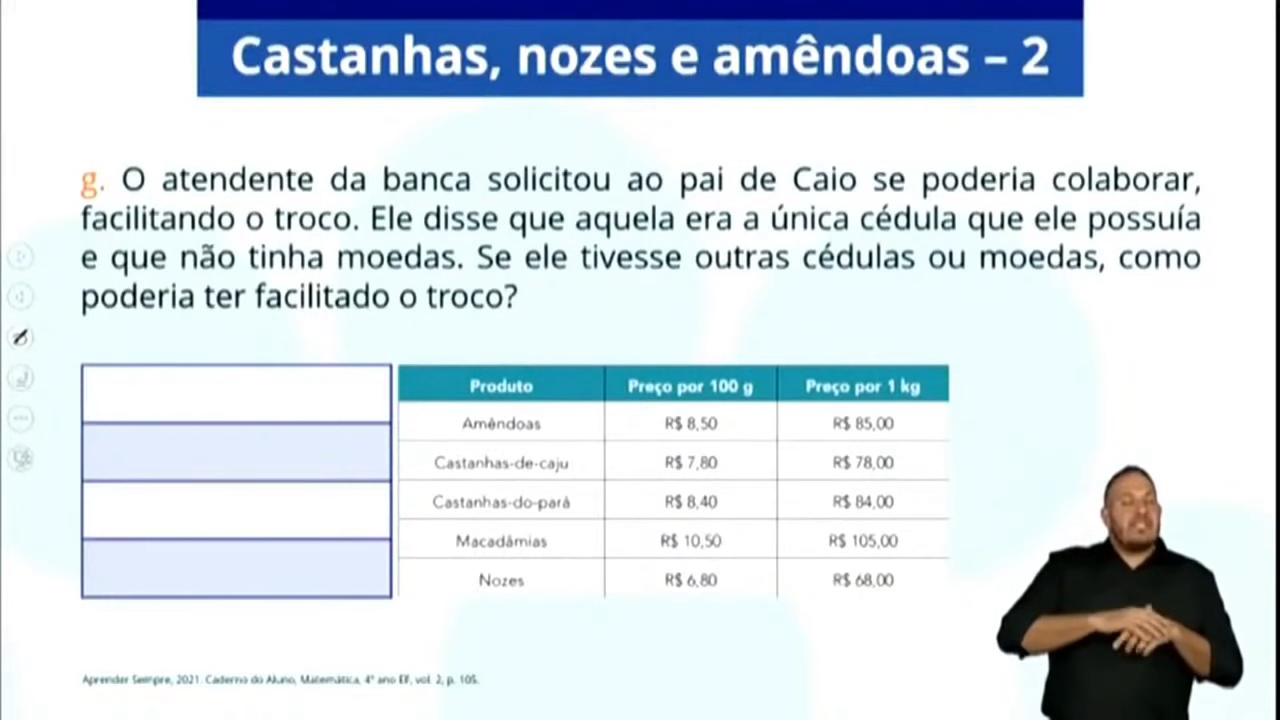 Castanhas, nozes e amêndoas – 2
g. O atendente da banca solicitou ao pai de Caio se poderia colaborar,
facilitando o troco. Ele disse que aquela era a única cédula que ele possuía
e que não tinha moedas. Se ele tivesse outras cédulas ou moedas, como
poderia ter facilitado o troco?
Produto Preço por 100 g Preço por 1 kg
Amêndoas R$ 8,50 R$ 85,00
Castanhas-de-caju R$ 7,80 R$ 78,00
Castanhas-do-pará R$ 8,40 R$ 84,00
Macadâmias R$ 10,50 R$ 105,00
Nozes R$ 6,80 R$ 68,00
Aprender Sempre, 2021. Caderno do Aluno, Matemática, 4º ano EF, vol. 2, p. 105.